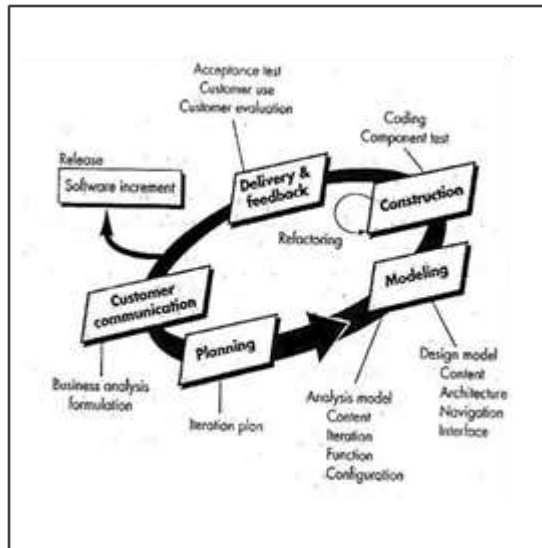 Acceptance test
Customer use
Customer evaluation
Coding
Component test
Release
Software increment
Delivery &
feedback
Construction
Refactoring
Customer
communication
Modeling
Planning
Business analysis
formulation
Iteration plan
Analysis model
Content
Iteration
Function
Configuration
Design model
Content
Architecture
Navigation
Interface